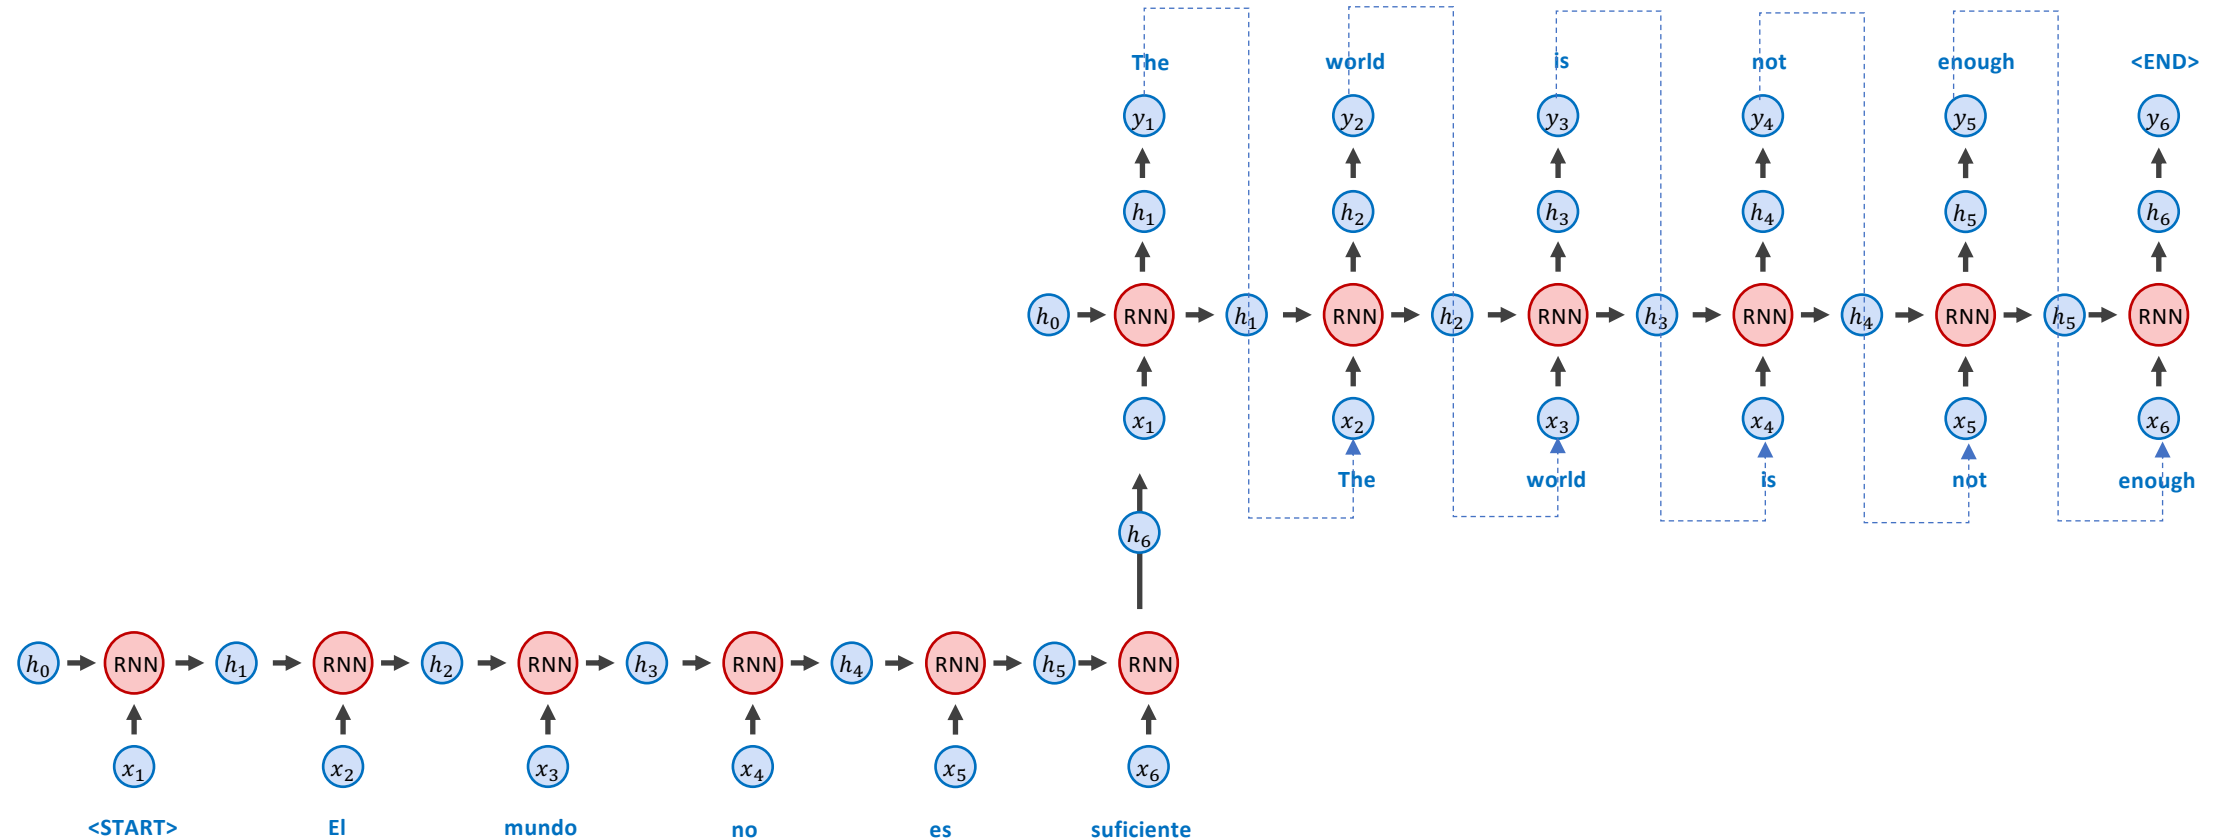 The world is not enough <END>
y₁ y₂ y₃ y₄ y₅ y₆
h₁ h₂ h₃ h₄ h₅ h₆
h₀ RNN h₁ RNN h₂ RNN h₃ RNN h₄ RNN h₅ RNN
x₁ x₂ x₃ x₄ x₅ x₆
The world is not enough
h₆
h₀ RNN h₁ RNN h₂ RNN h₃ RNN h₄ RNN h₅ RNN
x₁ x₂ x₃ x₄ x₅ x₆
<START> El mundo no es suficiente